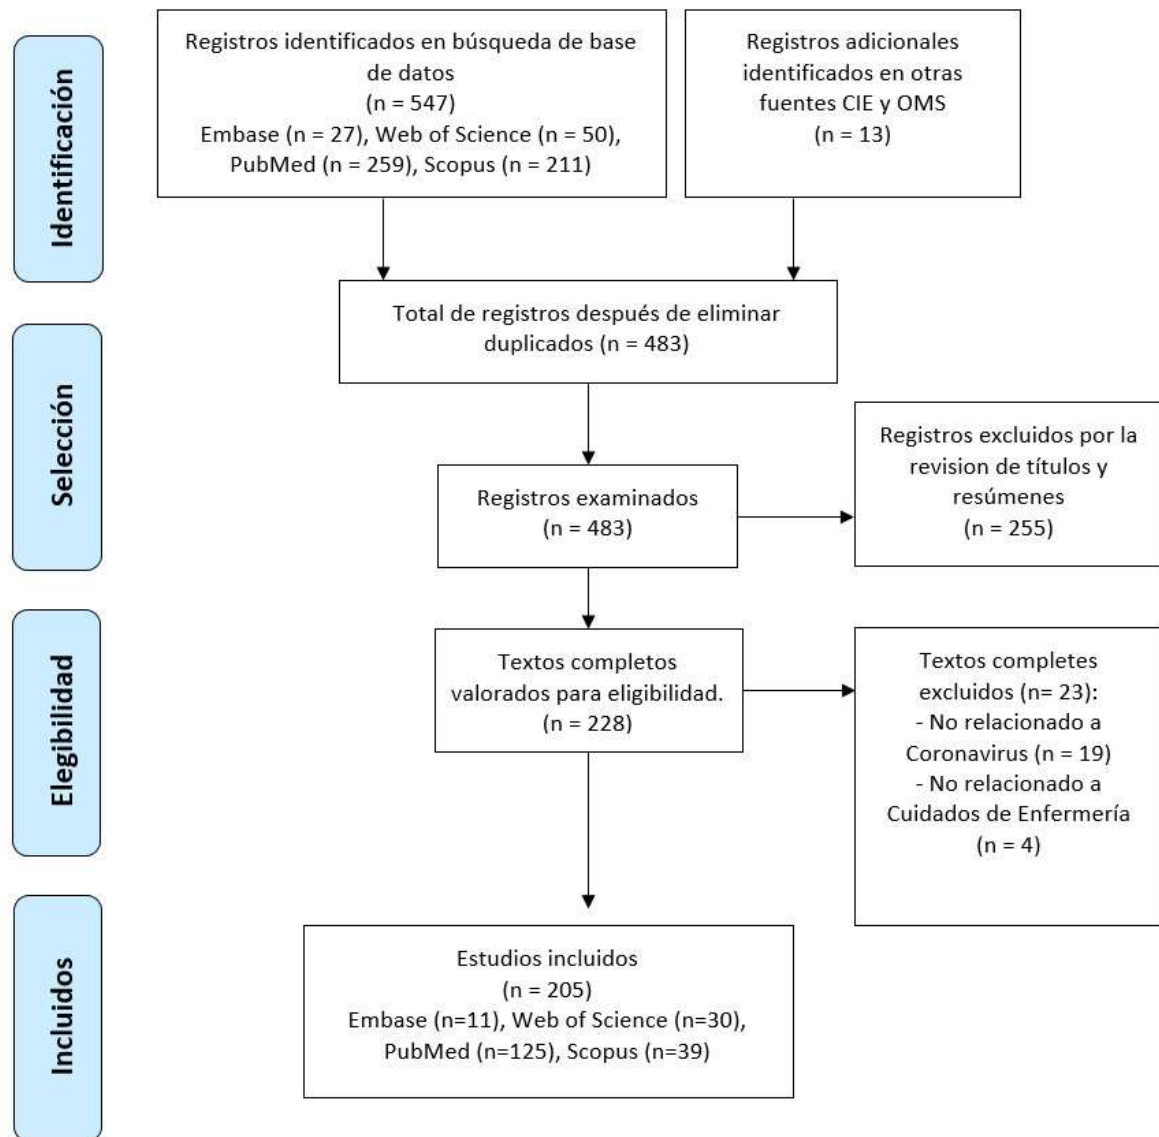 Identificación
Registros identificados en búsqueda de base
de datos
(n = 547)
Embase (n = 27), Web of Science (n = 50),
PubMed (n = 259), Scopus (n = 211)
Registros adicionales
identificados en otras
fuentes CIE y OMS
(n = 13)
Total de registros después de eliminar
duplicados (n = 483)
Selección
Registros examinados
(n = 483)
Registros excluidos por la
revision de títulos y
resúmenes
(n = 255)
Elegibilidad
Textos completos
valorados para eligibilidad.
(n = 228)
Textos completes
excluidos (n= 23):
- No relacionado a
Coronavirus (n = 19)
- No relacionado a
Cuidados de Enfermería
(n = 4)
Incluidos
Estudios incluidos
(n = 205)
Embase (n=11), Web of Science (n=30),
PubMed (n=125), Scopus (n=39)